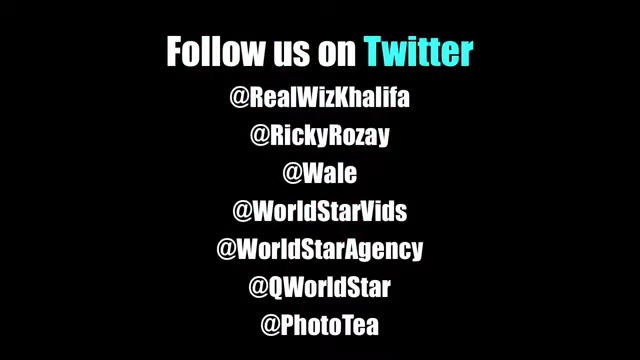 Follow us on Twitter
@RealWizKhalifa
@RickyRozay
@Wale
@WorldStarVids
@WorldStarAgency
@QWorldStar
@PhotoTea